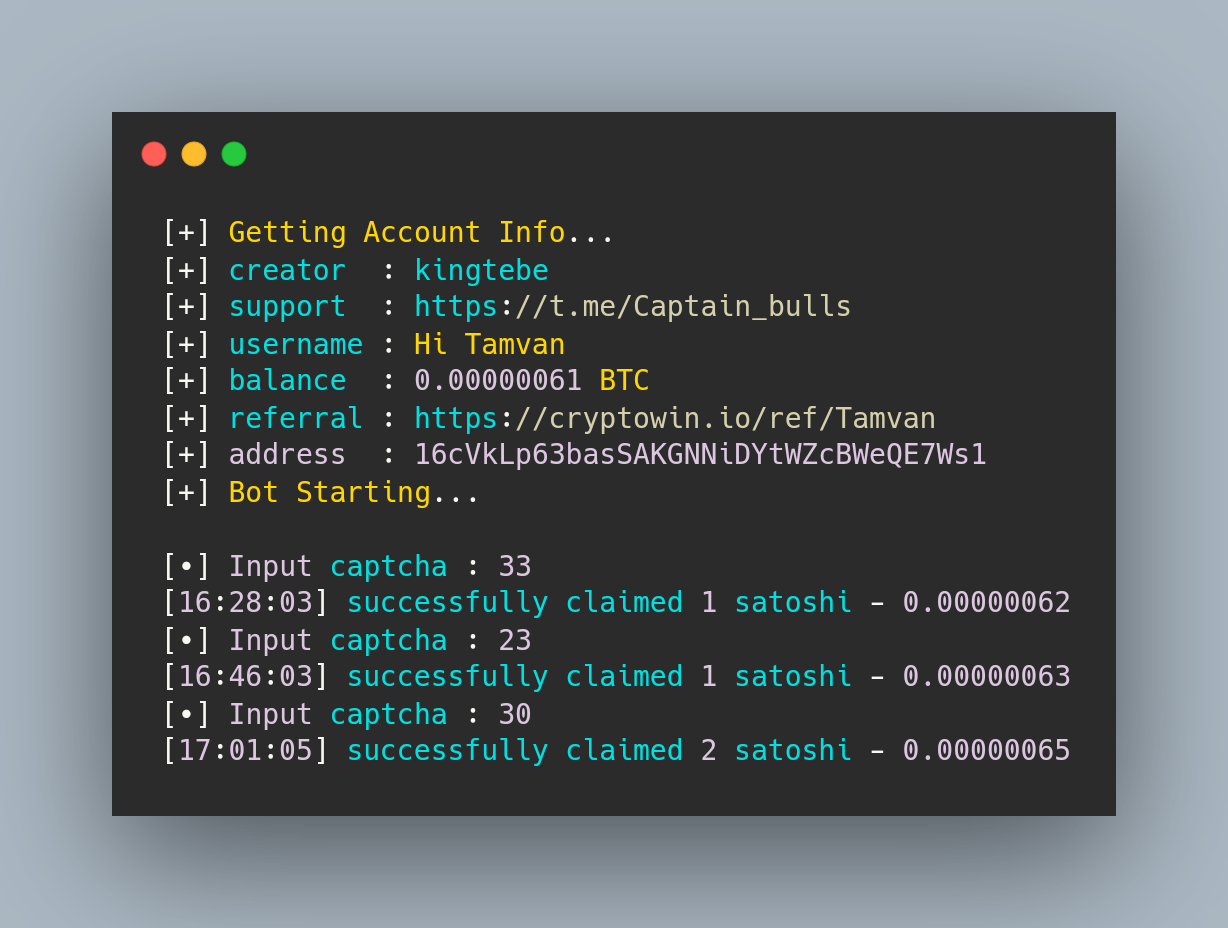 [+] Getting Account Info...
[+] creator  : kingtebe
[+] support  : https://t.me/Captain_bulls
[+] username : Hi Tamvan
[+] balance  : 0.00000061 BTC
[+] referral : https://cryptowin.io/ref/Tamvan
[+] address  : 16cVkLp63basSAKGNNiDYtWZcBWeQE7Ws1
[+] Bot Starting...
[•] Input captcha : 33
[16:28:03] successfully claimed 1 satoshi – 0.00000062
[•] Input captcha : 23
[16:46:03] successfully claimed 1 satoshi – 0.00000063
[•] Input captcha : 30
[17:01:05] successfully claimed 2 satoshi – 0.00000065